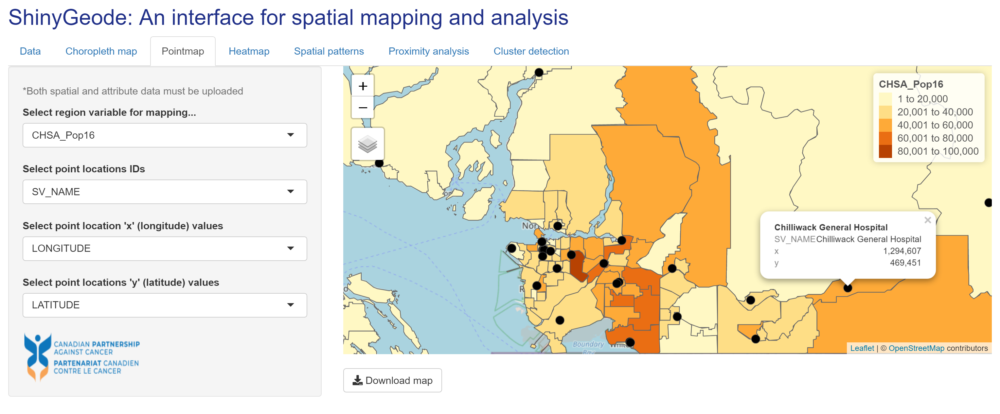 ShinyGeode: An interface for spatial mapping and analysis
Data Choropleth map Pointmap Heatmap Spatial patterns Proximity analysis Cluster detection
*Both spatial and attribute data must be uploaded
Select region variable for mapping...
CHSA_Pop16
Select point locations IDs
SV_NAME
Select point location 'x' (longitude) values
LONGITUDE
Select point locations 'y' (latitude) values
LATITUDE
CANADIAN PARTNERSHIP
AGAINST CANCER
PARTENARIAT CANADIEN
CONTRE LE CANCER
+
−
CHSA_Pop16
1 to 20,000
20,001 to 40,000
40,001 to 60,000
60,001 to 80,000
80,001 to 100,000
Chilliwack General Hospital
×
SV_NAME Chilliwack General Hospital
x 1,294,607
y 469,451
Boundary
Bay
Leaflet | © OpenStreetMap contributors
Download map